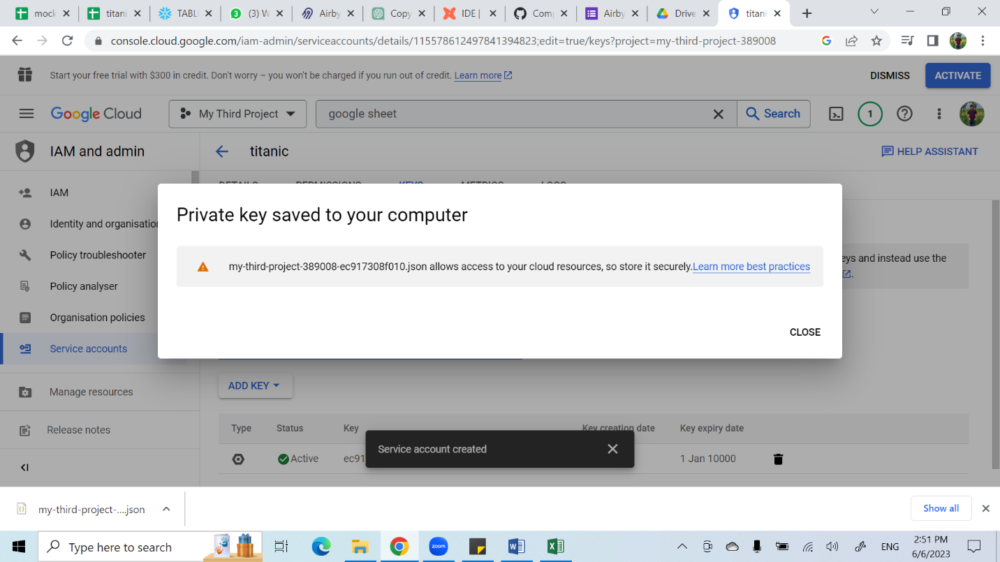 mock
titani
TABL
(3) W
Airby
Copy
IDE |
Comp
Airby
Drive
titani
console.cloud.google.com/iam-admin/serviceaccounts/details/115578612497841394823;edit=true/keys?project=my-third-project-389008
Start your free trial with $300 in credit. Don't worry – you won't be charged if you run out of credit. Learn more
DISMISS
ACTIVATE
Google Cloud
My Third Project
google sheet
Search
1
IAM and admin
titanic
HELP ASSISTANT
DETAILS PERMISSIONS KEYS METRICS LOGS
IAM
Identity and organisation
Policy troubleshooter
Policy analyser
Organisation policies
Service accounts
Manage resources
Release notes
Private key saved to your computer
my-third-project-389008-ec917308f010.json allows access to your cloud resources, so store it securely.Learn more best practices
CLOSE
eys and instead use the
ADD KEY
Type Status Key Key creation date Key expiry date
Active ec91 1 Jan 10000
Service account created
my-third-project-....json
Show all
Type here to search
zoom
ENG
2:51 PM
6/6/2023